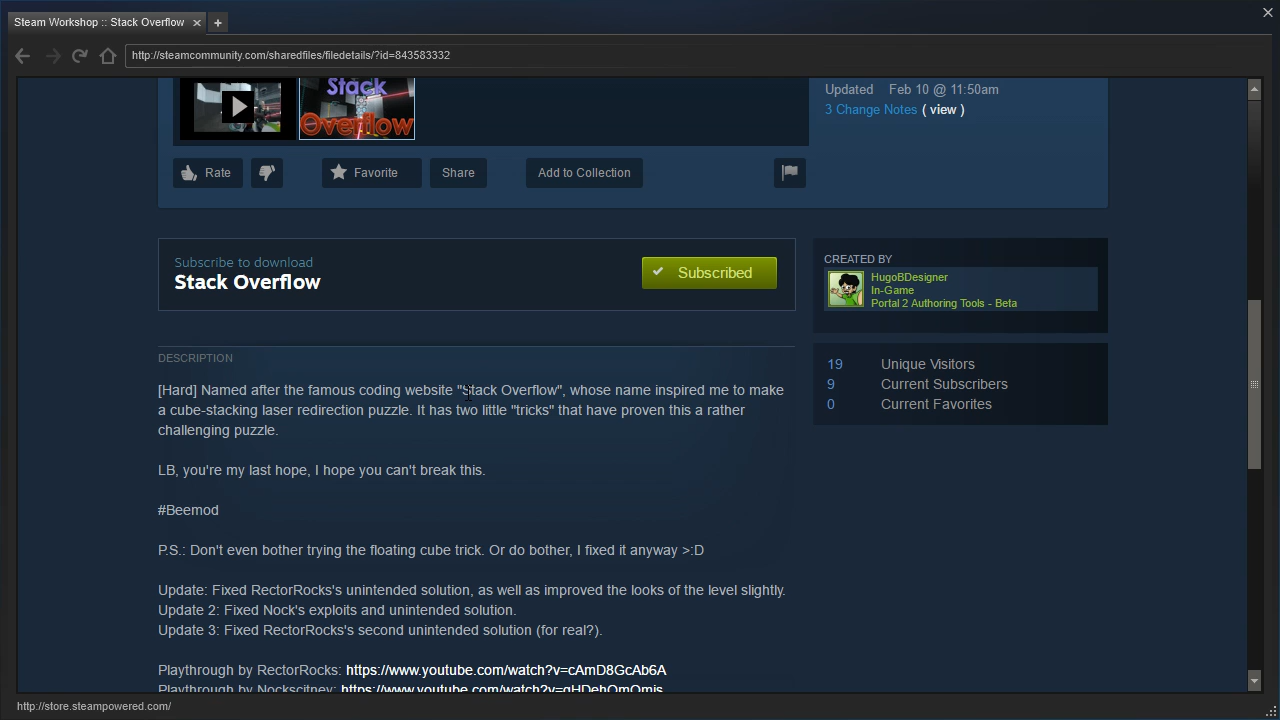 Steam Workshop :: Stack Overflow
http://steamcommunity.com/sharedfiles/filedetails/?id=843583332
Stack
Overflow
Updated Feb 10 @ 11:50am
3 Change Notes ( view )
Rate
Favorite
Share
Add to Collection
Subscribe to download
Stack Overflow
Subscribed
CREATED BY
HugoBDesigner
In-Game
Portal 2 Authoring Tools - Beta
19 Unique Visitors
9 Current Subscribers
0 Current Favorites
DESCRIPTION
[Hard] Named after the famous coding website "Stack Overflow", whose name inspired me to make
a cube-stacking laser redirection puzzle. It has two little "tricks" that have proven this a rather
challenging puzzle.
LB, you're my last hope, I hope you can't break this.
#Beemod
P.S.: Don't even bother trying the floating cube trick. Or do bother, I fixed it anyway >:D
Update: Fixed RectorRocks's unintended solution, as well as improved the looks of the level slightly.
Update 2: Fixed Nock's exploits and unintended solution.
Update 3: Fixed RectorRocks's second unintended solution (for real?).
Playthrough by RectorRocks: https://www.youtube.com/watch?v=cAmD8GcAb6A
Playthrough by Nockscitney: https://www.youtube.com/watch?v=
http://store.steampowered.com/